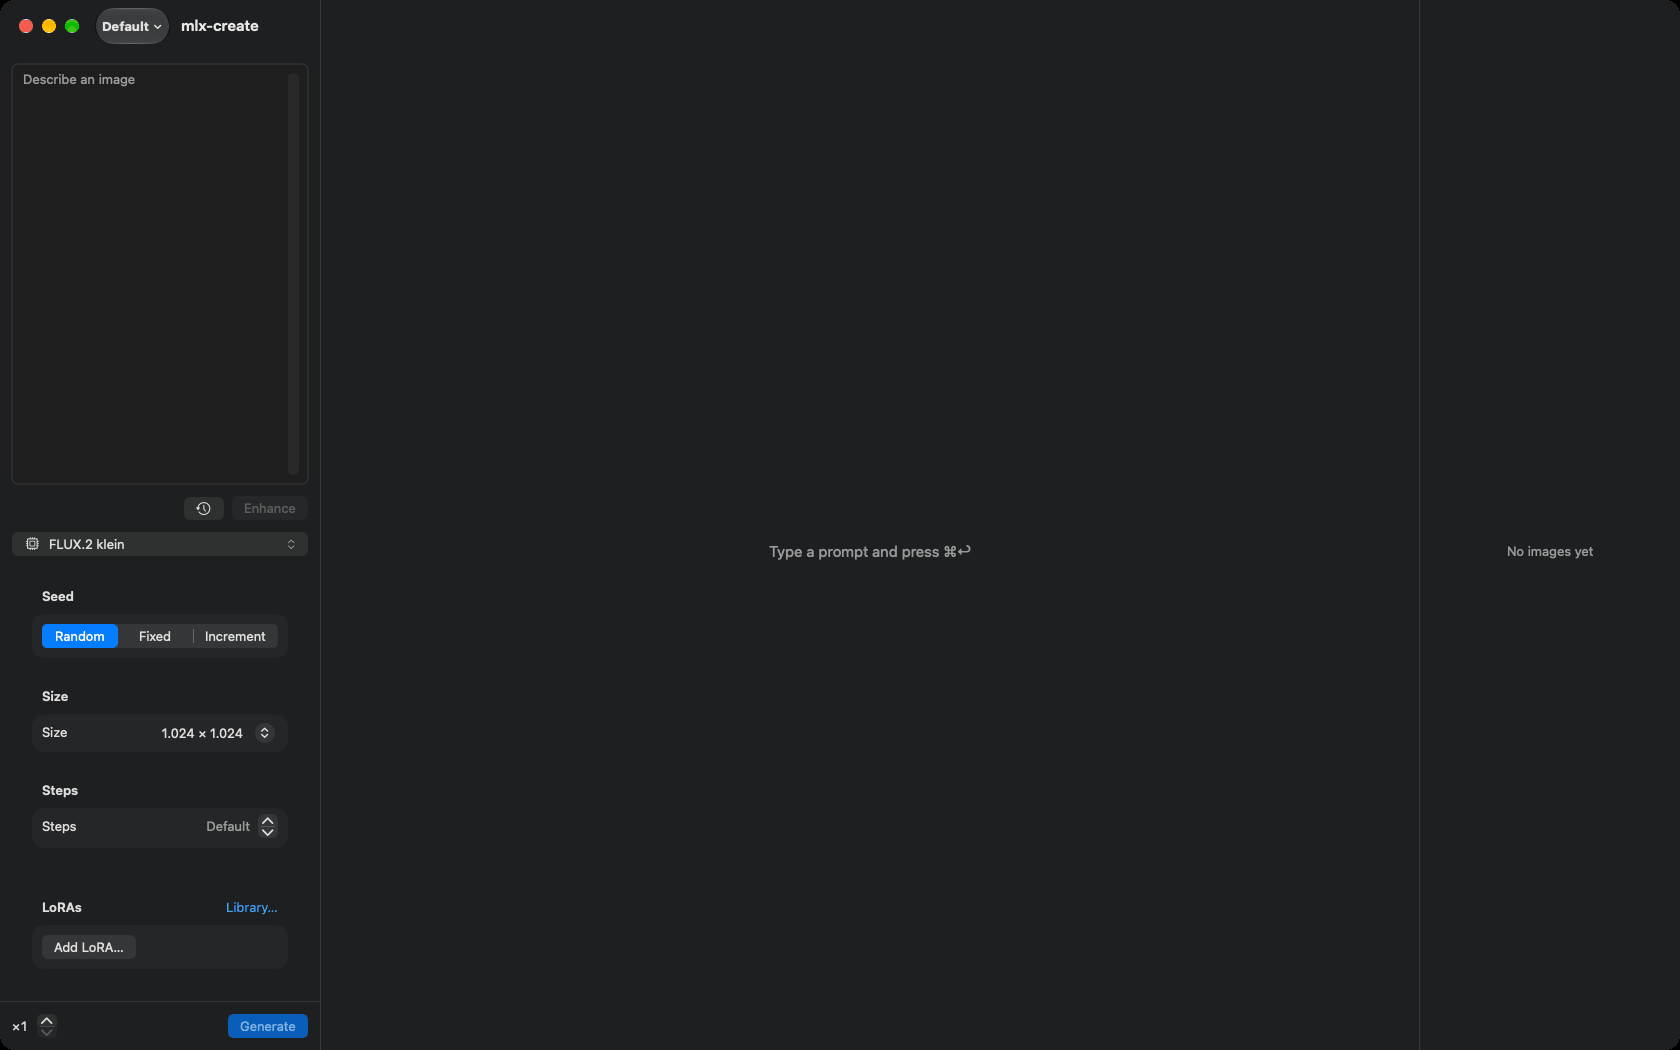 Default
mlx-create
Describe an image
Enhance
FLUX.2 klein
Seed
Random Fixed Increment
Size
Size 1.024 × 1.024
Steps
Steps Default
LoRAs Library...
Add LoRA...
×1 Generate
Type a prompt and press ⌘↩
No images yet